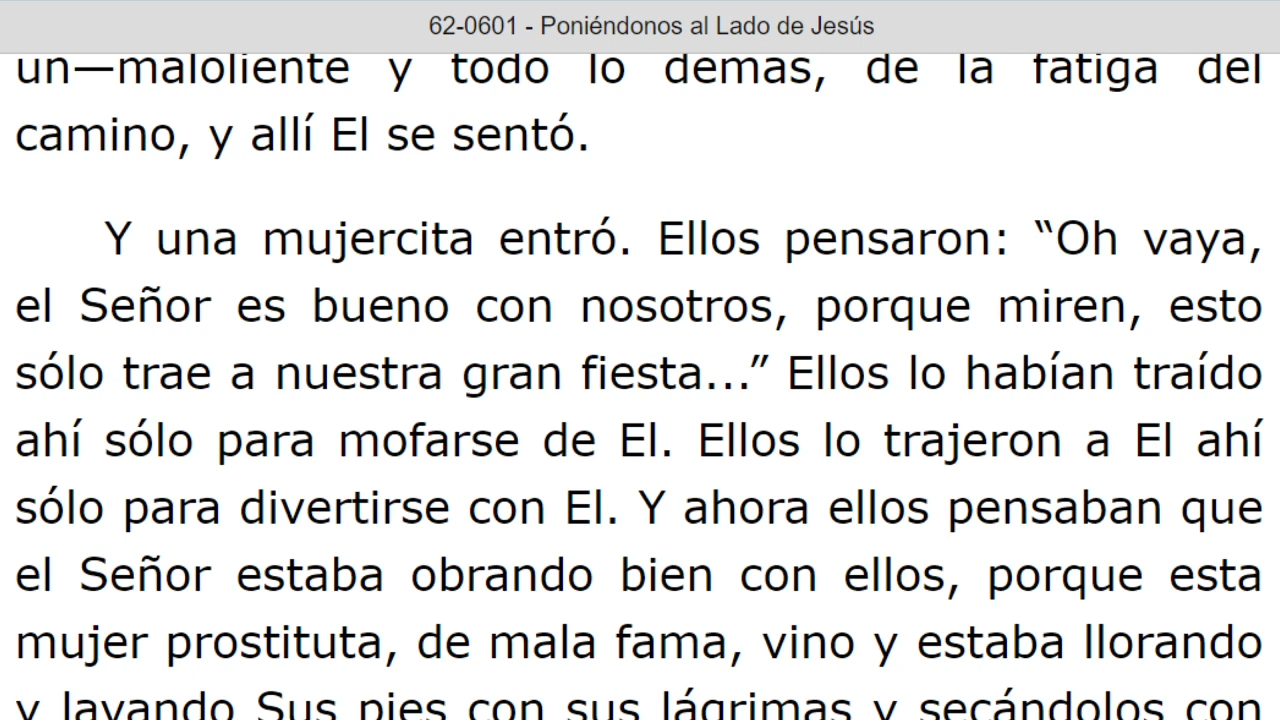 62-0601 - Poniéndonos al Lado de Jesús
un—maloliente y todo lo demás, de la fatiga del
camino, y allí El se sentó.
Y una mujercita entró. Ellos pensaron: “Oh vaya,
el Señor es bueno con nosotros, porque miren, esto
sólo trae a nuestra gran fiesta...” Ellos lo habían traído
ahí sólo para mofarse de El. Ellos lo trajeron a El ahí
sólo para divertirse con El. Y ahora ellos pensaban que
el Señor estaba obrando bien con ellos, porque esta
mujer prostituta, de mala fama, vino y estaba llorando
y lavando Sus pies con sus lágrimas y secándolos con